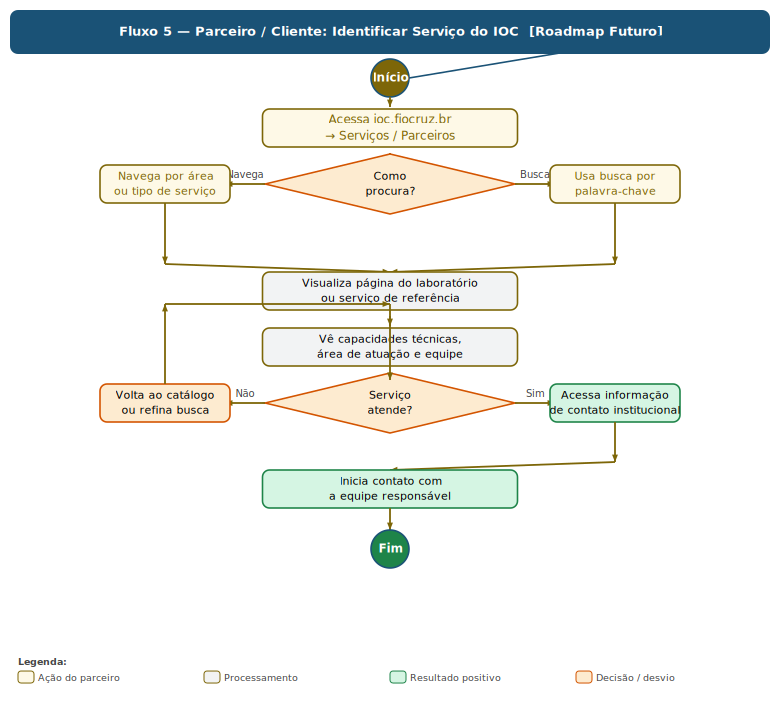 Fluxo 5 — Parceiro / Cliente: Identificar Serviço do IOC  [Roadmap Futuro]
Início
Acessa ioc.fiocruz.br
→ Serviços / Parceiros
Como
procura?
Navega
Busca
Navega por área
ou tipo de serviço
Usa busca por
palavra-chave
Visualiza página do laboratório
ou serviço de referência
Vê capacidades técnicas,
área de atuação e equipe
Serviço
atende?
Não
Sim
Volta ao catálogo
ou refina busca
Acessa informação
de contato institucional
Inicia contato com
a equipe responsável
Fim
Legenda:
Ação do parceiro
Processamento
Resultado positivo
Decisão / desvio